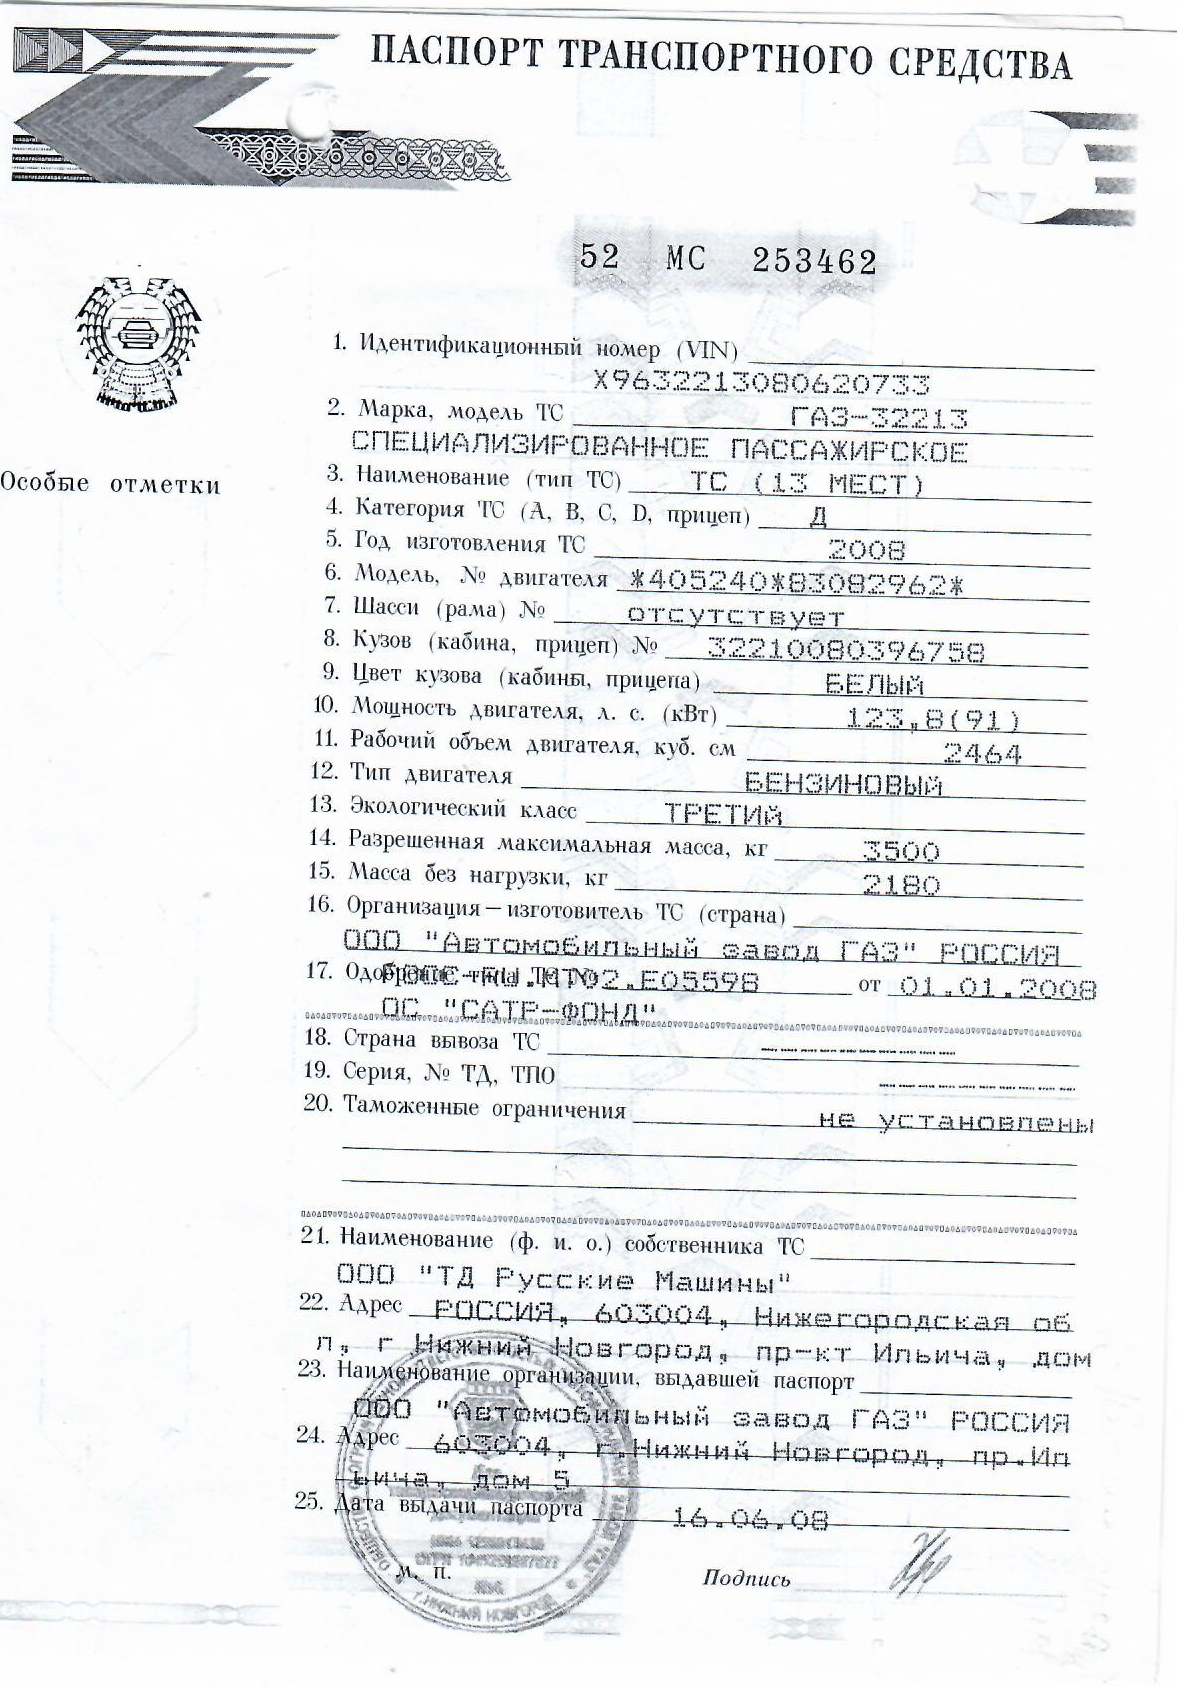 ПАСПОРТ ТРАНСПОРТНОГО СРЕДСТВА
52 МС 253462
1. Идентификационный номер (VIN)
X9632213080620733
2. Марка, модель ТС ГАЗ-32213
СПЕЦИАЛИЗИРОВАННОЕ ПАССАЖИРСКОЕ
Особые отметки
3. Наименование (тип ТС) ТС (13 МЕСТ)
4. Категория ТС (А, В, С, D, прицеп) Д
5. Год изготовления ТС 2008
6. Модель, № двигателя *405240*83082962*
7. Шасси (рама) № отсутствует
8. Кузов (кабина, прицеп) № 32210080396758
9. Цвет кузова (кабины, прицепа) БЕЛЫЙ
10. Мощность двигателя, л. с. (кВт) 123,8(91)
11. Рабочий объем двигателя, куб. см 2464
12. Тип двигателя БЕНЗИНОВЫЙ
13. Экологический класс ТРЕТИЙ
14. Разрешенная максимальная масса, кг 3500
15. Масса без нагрузки, кг 2180
16. Организация – изготовитель ТС (страна)
ООО "Автомобильный завод ГАЗ" РОССИЯ
17. Одобрение типа ТС № РОСС RU.МТ02.Е05598 от 01.01.2008
ОС "САТР-ФОНД"
18. Страна вывоза ТС
19. Серия, № ТД, ТПО
20. Таможенные ограничения не установлены
21. Наименование (ф. и. о.) собственника ТС
ООО "ТД Русские Машины"
22. Адрес РОССИЯ, 603004, Нижегородская об
л, г Нижний Новгород, пр-кт Ильича, дом
23. Наименование организации, выдавшей паспорт
ООО "Автомобильный завод ГАЗ" РОССИЯ
24. Адрес 603004, г.Нижний Новгород, пр.Ил
ьича, дом 5
25. Дата выдачи паспорта 16.06.08
м. п.
Подпись
г.НИЖНИЙ НОВГОРОД